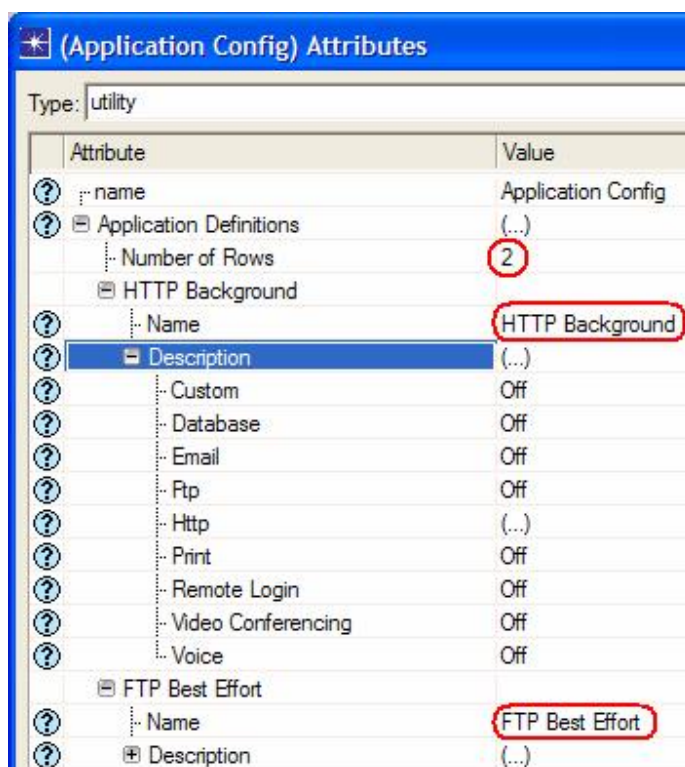 (Application Config) Attributes
Type: utility
Attribute Value
name Application Config
Application Definitions (...)
Number of Rows 2
HTTP Background
Name HTTP Background
Description (...)
Custom Off
Database Off
Email Off
Ftp Off
Http (...)
Print Off
Remote Login Off
Video Conferencing Off
Voice Off
FTP Best Effort
Name FTP Best Effort
Description (...)